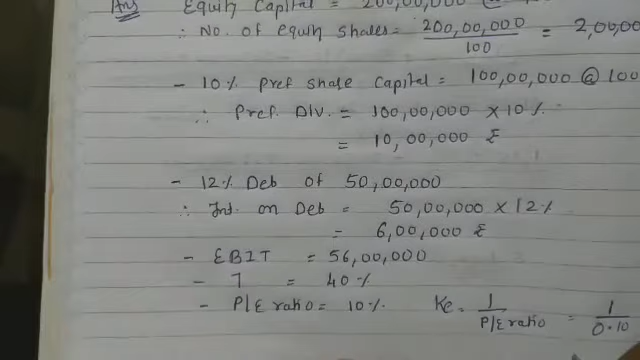 Ans Equity Capital = 200,00,000 @
∴ No. of equity shares = 200,00,000 / 100 = 2,00,00
- 10% Pref share Capital = 100,00,000 @ 100
∴ Pref. Div. = 100,00,000 × 10%
= 10,00,000 ₹
- 12% Deb of 50,00,000
∴ Int. on Deb = 50,00,000 × 12%
= 6,00,000 ₹
- EBIT = 56,00,000
- T = 40%
- P/E ratio = 10%. Ke = 1 / P/E ratio = 1 / 0.10